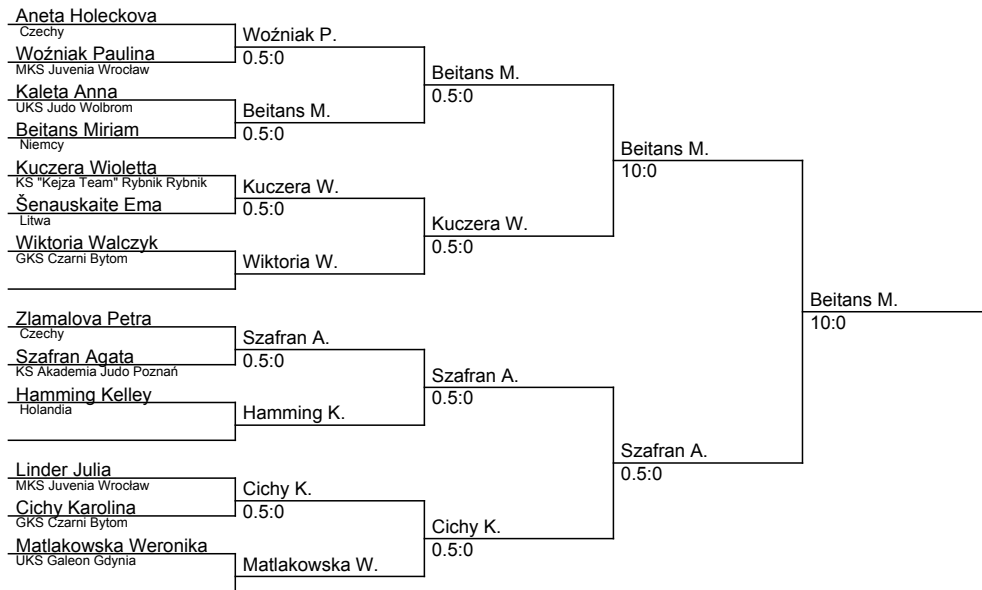 Aneta Holeckova
Czechy
Woźniak Paulina
MKS Juvenia Wrocław
Kaleta Anna
UKS Judo Wolbrom
Beitans Miriam
Niemcy
Kuczera Wioletta
KS "Kejza Team" Rybnik Rybnik
Šenauskaite Ema
Litwa
Wiktoria Walczyk
GKS Czarni Bytom
Zlamalova Petra
Czechy
Szafran Agata
KS Akademia Judo Poznań
Hamming Kelley
Holandia
Linder Julia
MKS Juvenia Wrocław
Cichy Karolina
GKS Czarni Bytom
Matlakowska Weronika
UKS Galeon Gdynia
Woźniak P.
0.5:0
Beitans M.
0.5:0
Kuczera W.
0.5:0
Wiktoria W.
Szafran A.
0.5:0
Hamming K.
Cichy K.
0.5:0
Matlakowska W.
Beitans M.
0.5:0
Kuczera W.
0.5:0
Szafran A.
0.5:0
Cichy K.
0.5:0
Beitans M.
10:0
Szafran A.
0.5:0
Beitans M.
10:0